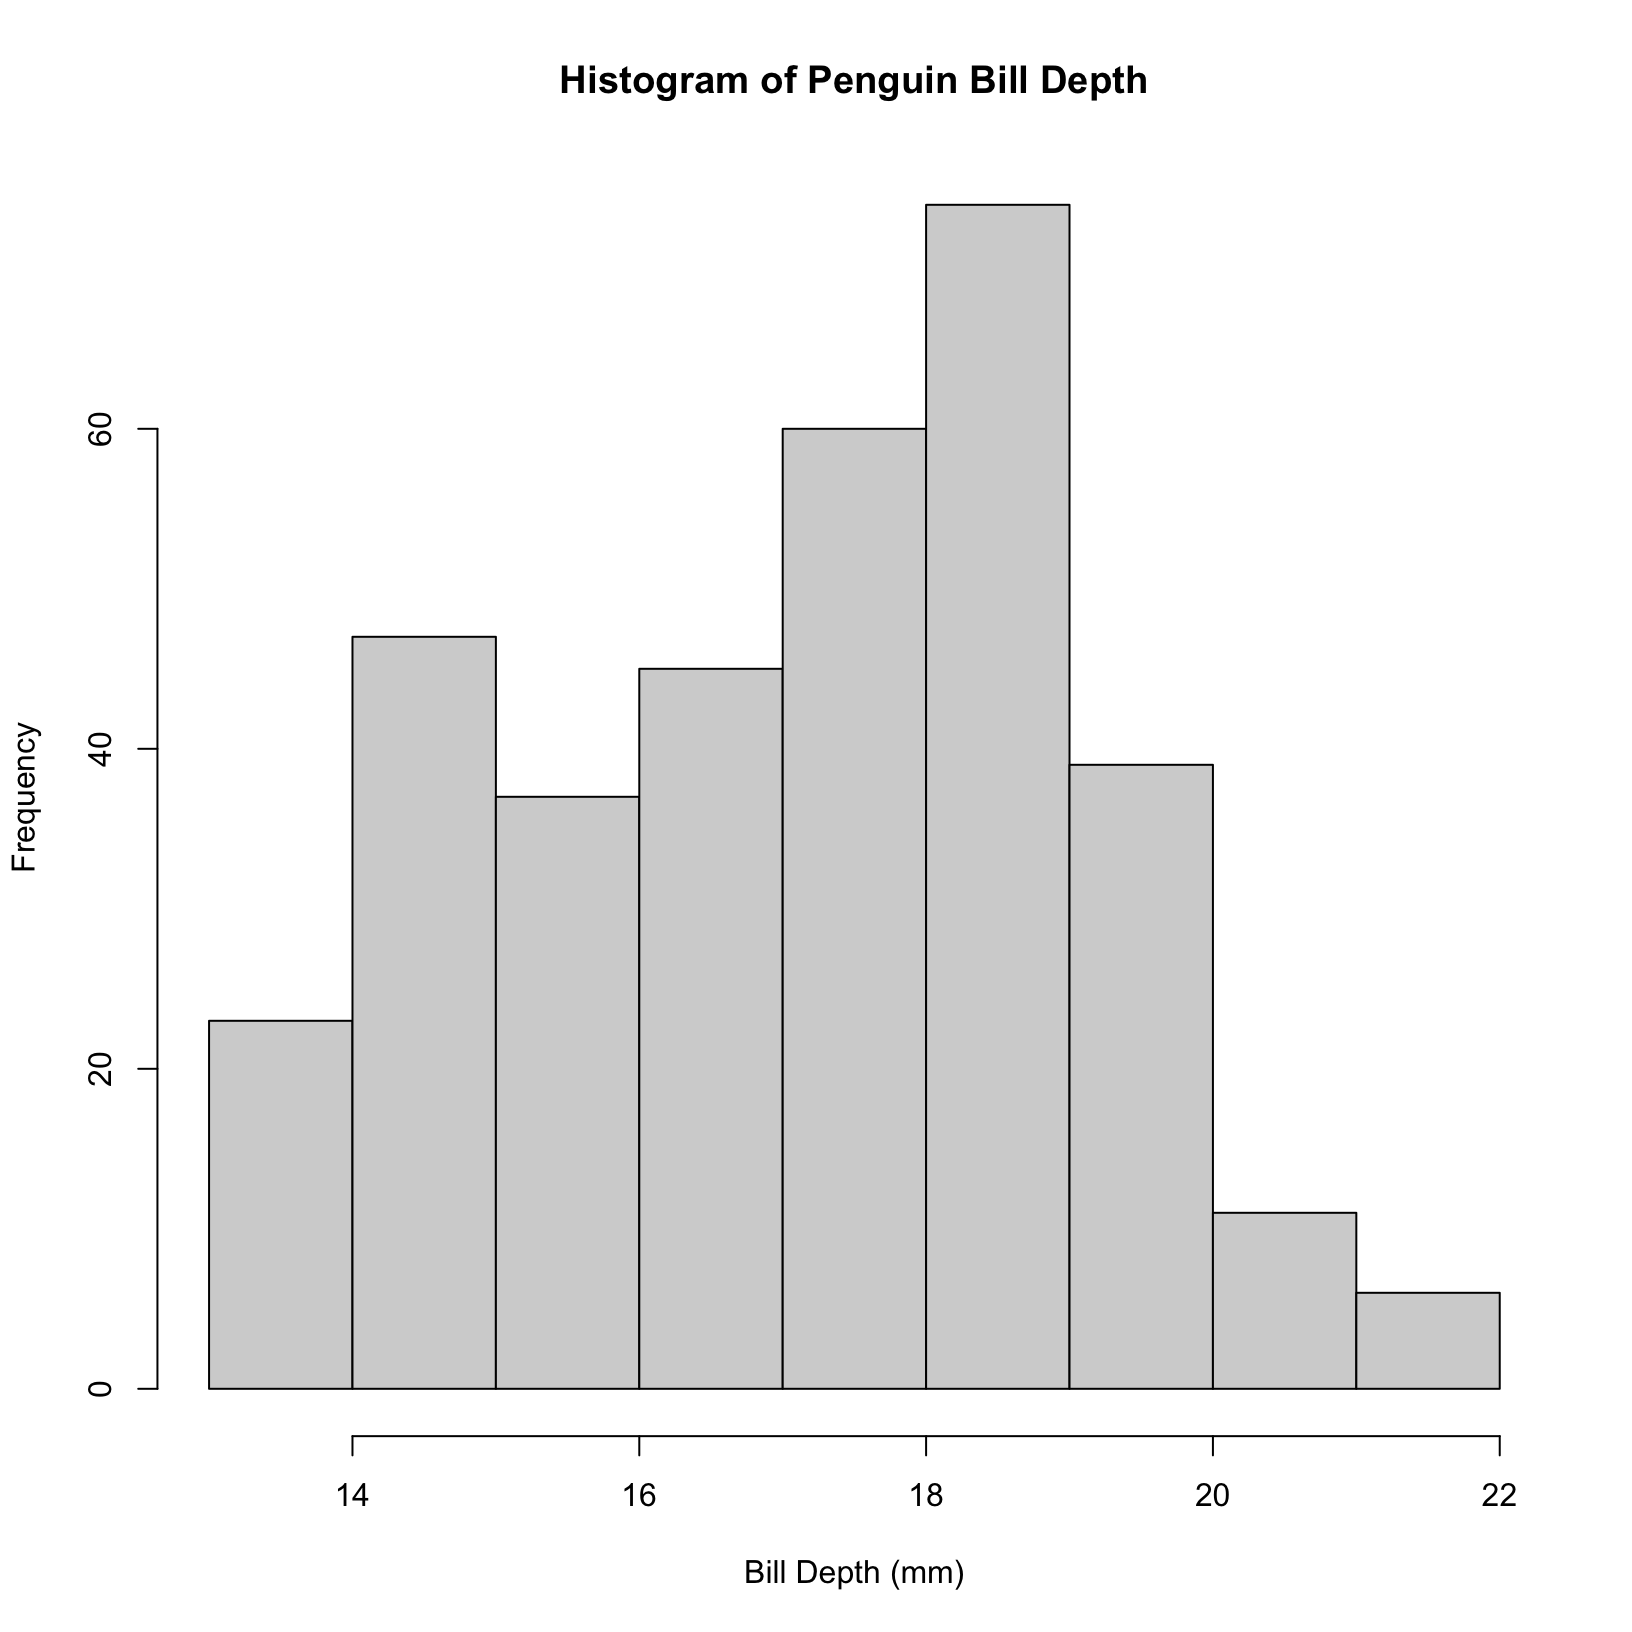 Histogram of Penguin Bill Depth
60
40
20
0
Frequency
14 16 18 20 22
Bill Depth (mm)